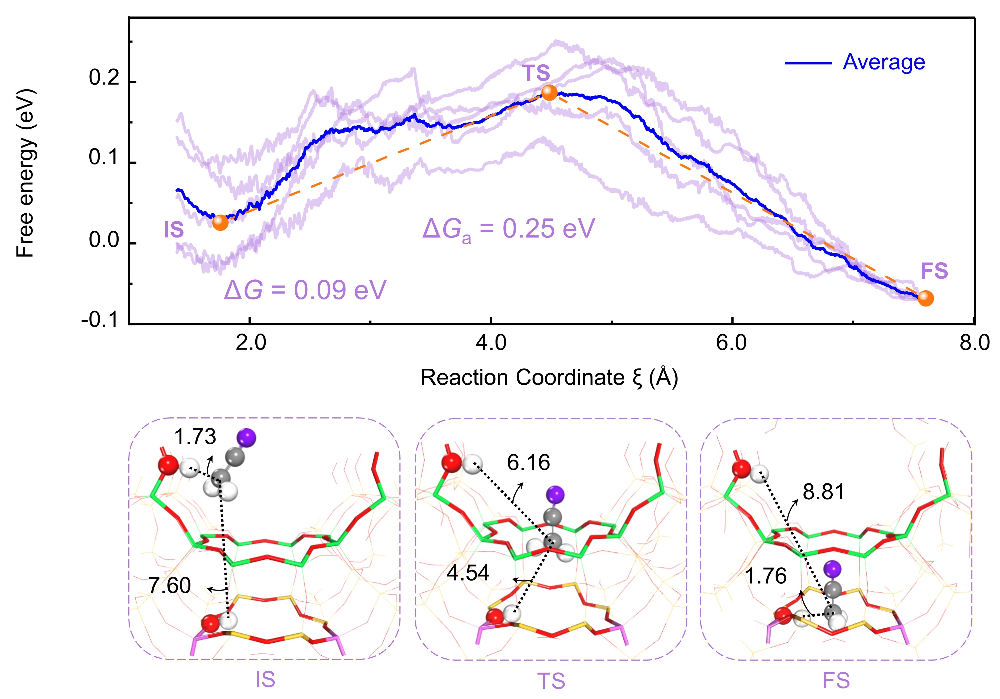 Free energy (eV)
0.2
0.1
0.0
-0.1
Average
TS
IS
FS
ΔGa = 0.25 eV
ΔG = 0.09 eV
2.0 4.0 6.0 8.0
Reaction Coordinate ξ (Å)
1.73
7.60
6.16
4.54
8.81
1.76
IS TS FS